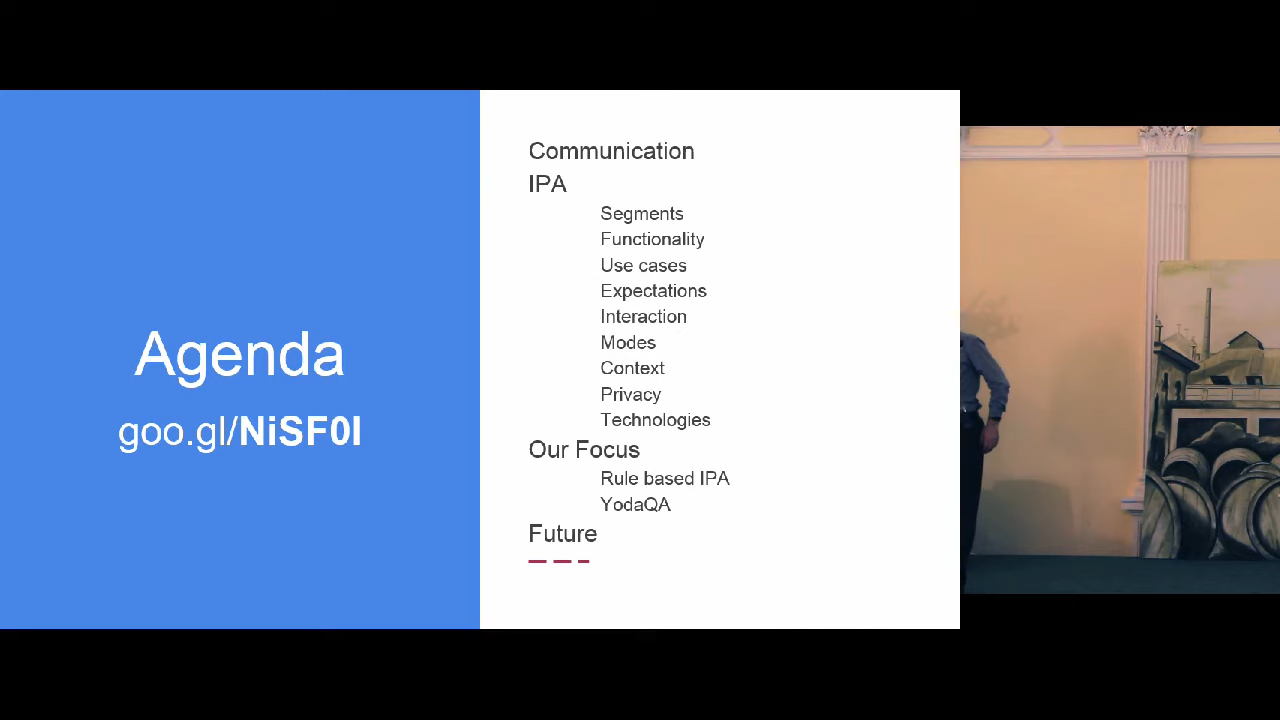 Agenda
goo.gl/NiSF0I
Communication
IPA
Segments
Functionality
Use cases
Expectations
Interaction
Modes
Context
Privacy
Technologies
Our Focus
Rule based IPA
YodaQA
Future